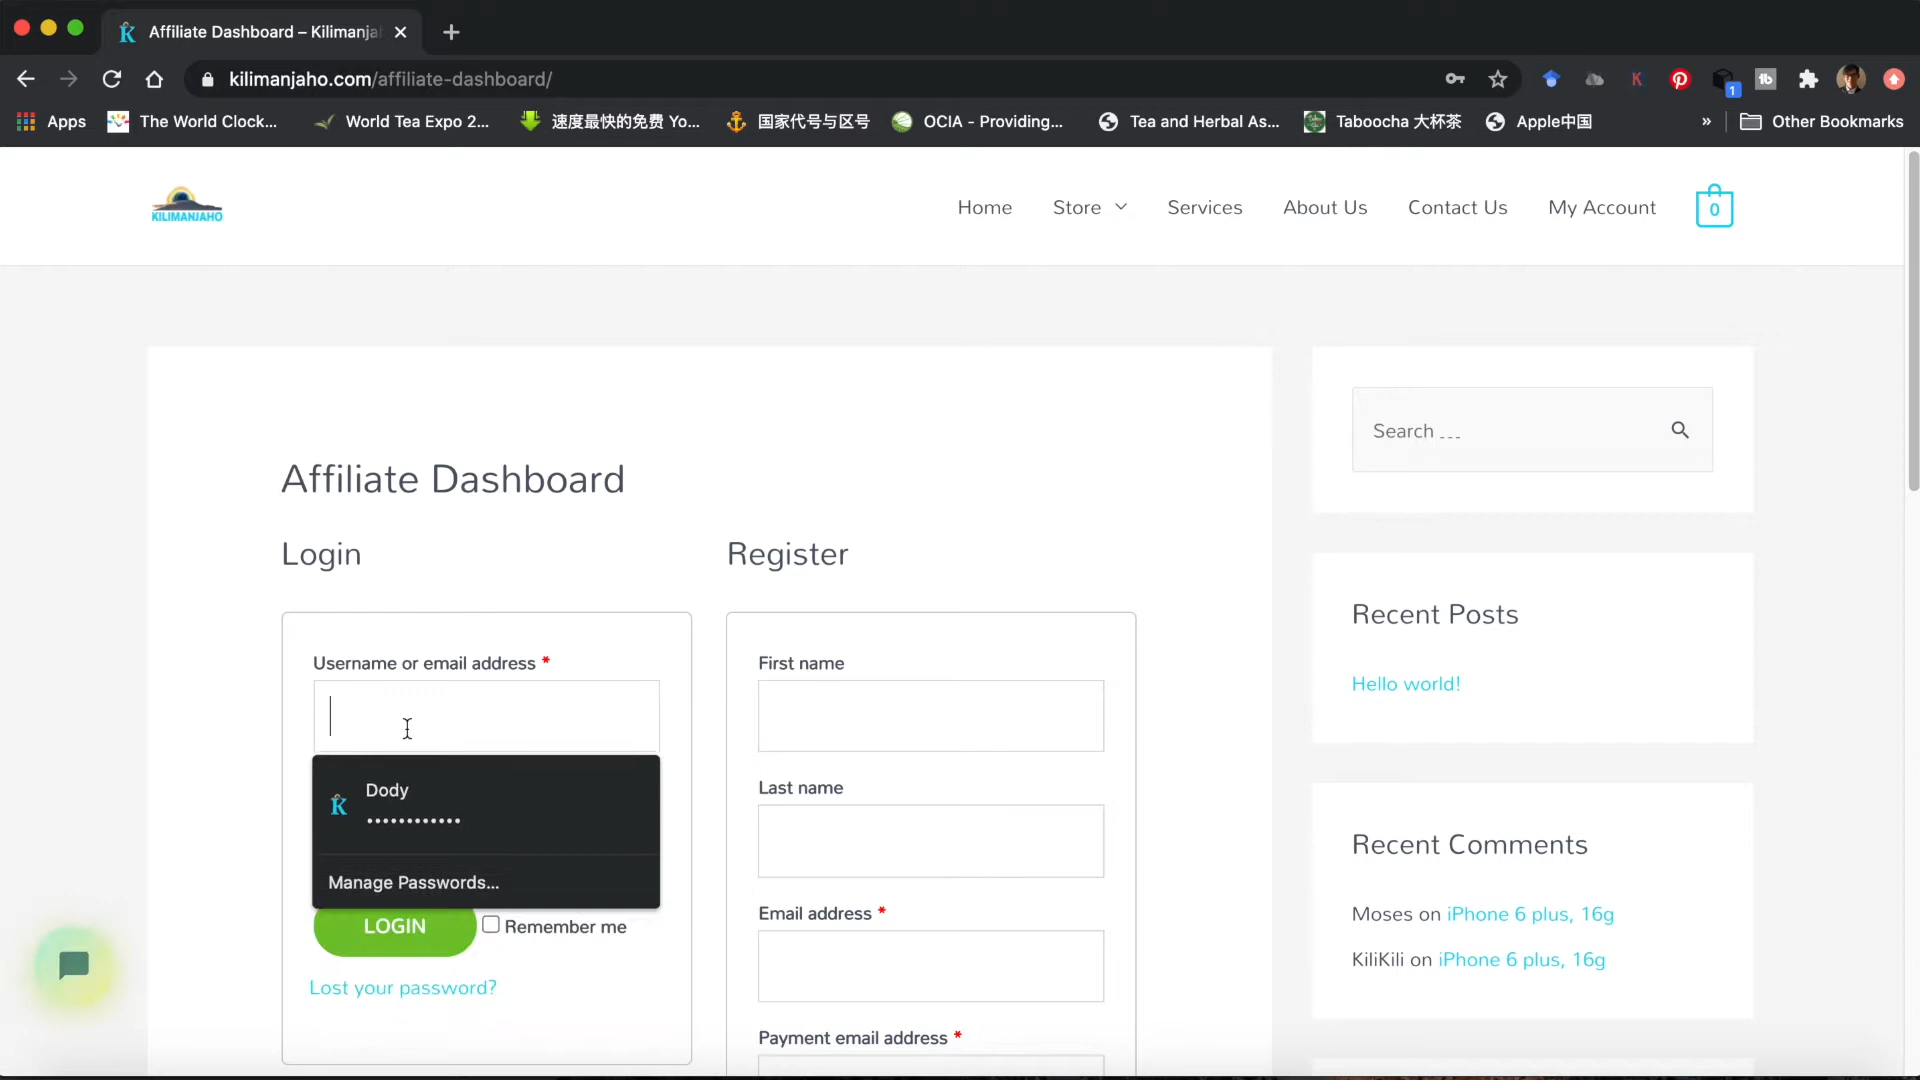 Affiliate Dashboard – Kilimanja
kilimanjaho.com/affiliate-dashboard/
1
Apps
The World Clock...
World Tea Expo 2...
速度最快的免费 Yo...
国家代号与区号
OCIA - Providing...
Tea and Herbal As...
Taboocha 大杯茶
Apple中国
»
Other Bookmarks
KILIMANJAHO
Home
Store
Services
About Us
Contact Us
My Account
0
Affiliate Dashboard
Login
Username or email address *
Dody
••••••••••••
Manage Passwords...
LOGIN
Remember me
Lost your password?
Register
First name
Last name
Email address *
Payment email address *
Search ...
Recent Posts
Hello world!
Recent Comments
Moses on iPhone 6 plus, 16g
KiliKili on iPhone 6 plus, 16g